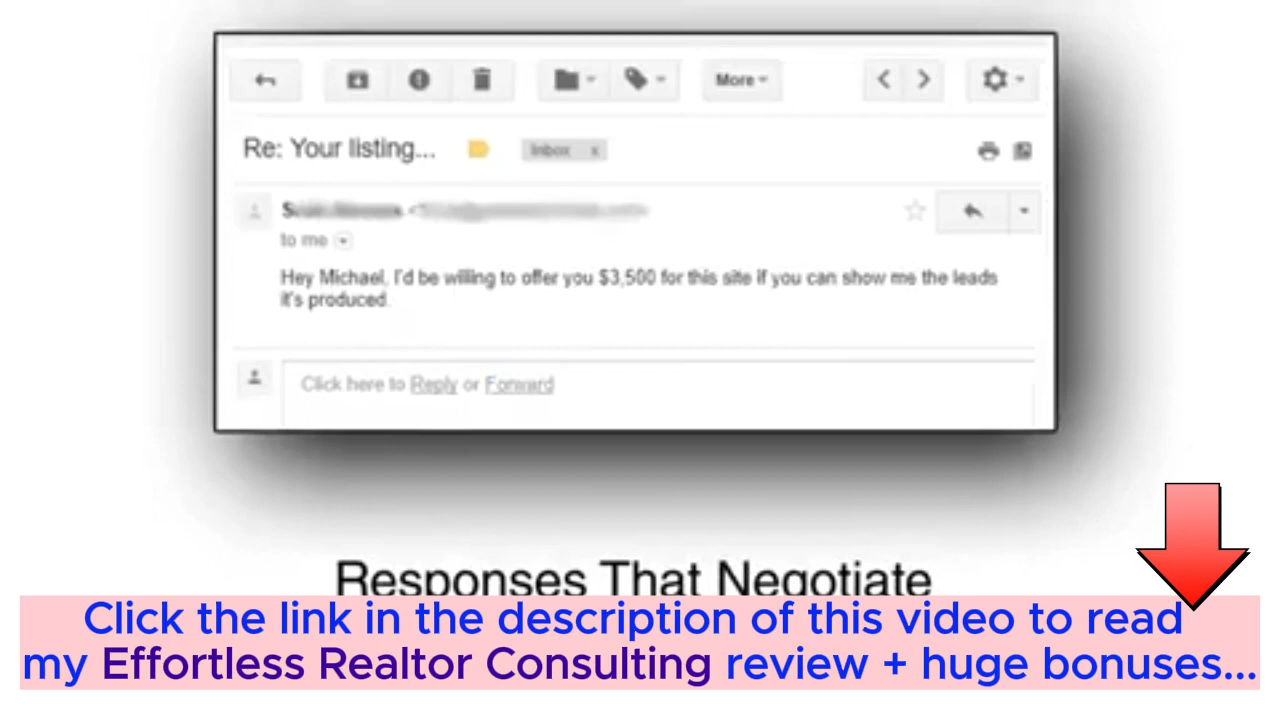 More
Re: Your listing...
Inbox x
to me
Hey Michael, I'd be willing to offer you $3,500 for this site if you can show me the leads
it's produced.
Click here to Reply or Forward
Responses That Negotiate
Click the link in the description of this video to read
my Effortless Realtor Consulting review + huge bonuses...